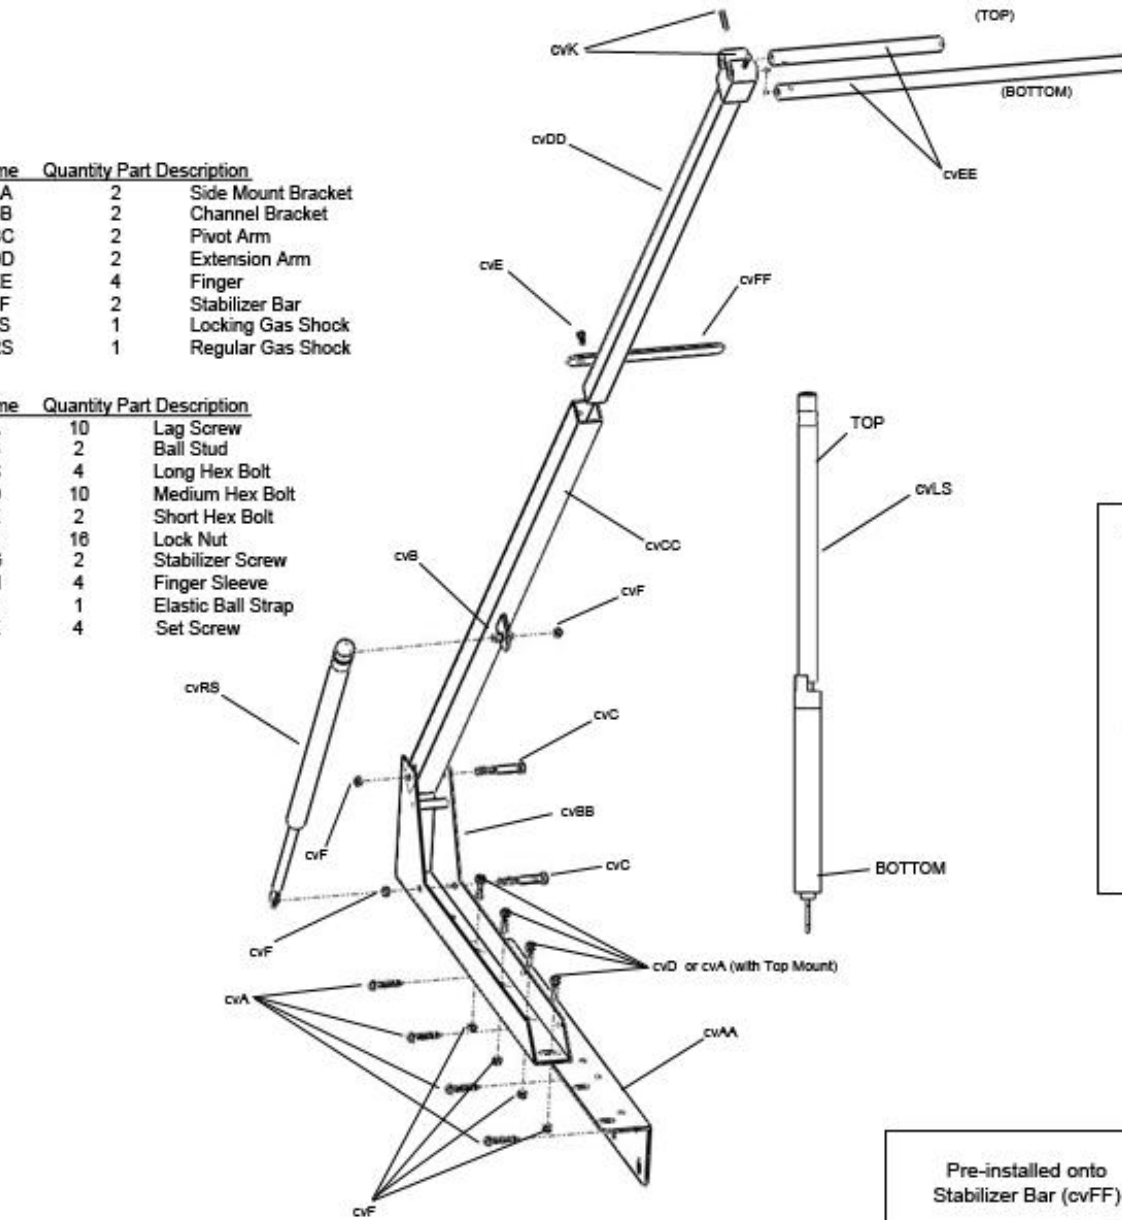 (TOP)
cvK
(BOTTOM)
cvDD
cvEE
me Quantity Part Description
A 2 Side Mount Bracket
B 2 Channel Bracket
C 2 Pivot Arm
D 2 Extension Arm
E 4 Finger
F 2 Stabilizer Bar
S 1 Locking Gas Shock
S 1 Regular Gas Shock
cvE
cvFF
me Quantity Part Description
10 Lag Screw
2 Ball Stud
4 Long Hex Bolt
10 Medium Hex Bolt
2 Short Hex Bolt
16 Lock Nut
2 Stabilizer Screw
4 Finger Sleeve
1 Elastic Ball Strap
4 Set Screw
TOP
cvLS
cvCC
cvB
cvF
cvRS
cvC
cvBB
cvF
cvC
BOTTOM
cvF
cvD or cvA (with Top Mount)
cvA
cvAA
cvF
Pre-installed onto
Stabilizer Bar (cvFF)